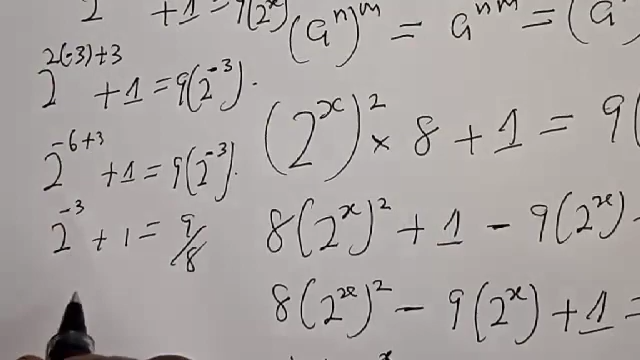 2 + 1 = 9(2^x)
2^{2(-3)+3} + 1 = 9(2^{-3}).
2^{-6+3} + 1 = 9(2^{-3}).
2^{-3} + 1 = 9/8
(a^n)^m = a^{nm} = (a
(2^x)^2 × 8 + 1 = 9(
8(2^x)^2 + 1 - 9(2^x)
8(2^x)^2 - 9(2^x) + 1 =